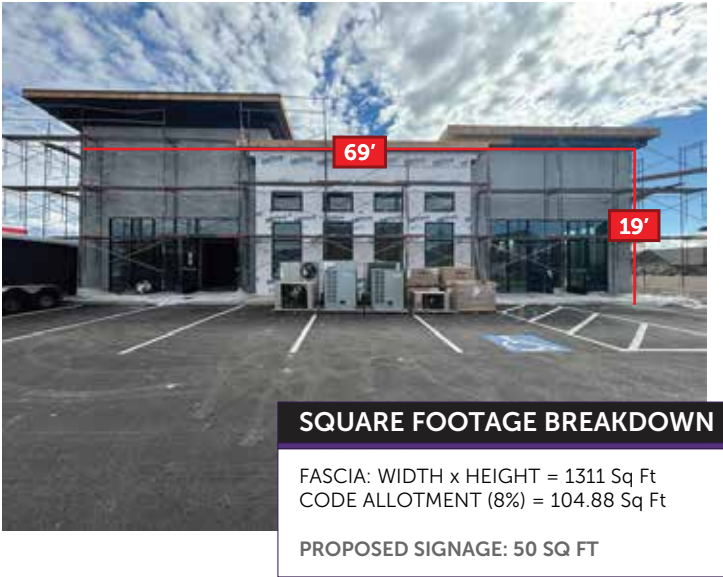 69′
19′
SQUARE FOOTAGE BREAKDOWN
FASCIA: WIDTH x HEIGHT = 1311 Sq Ft
CODE ALLOTMENT (8%) = 104.88 Sq Ft
PROPOSED SIGNAGE: 50 SQ FT